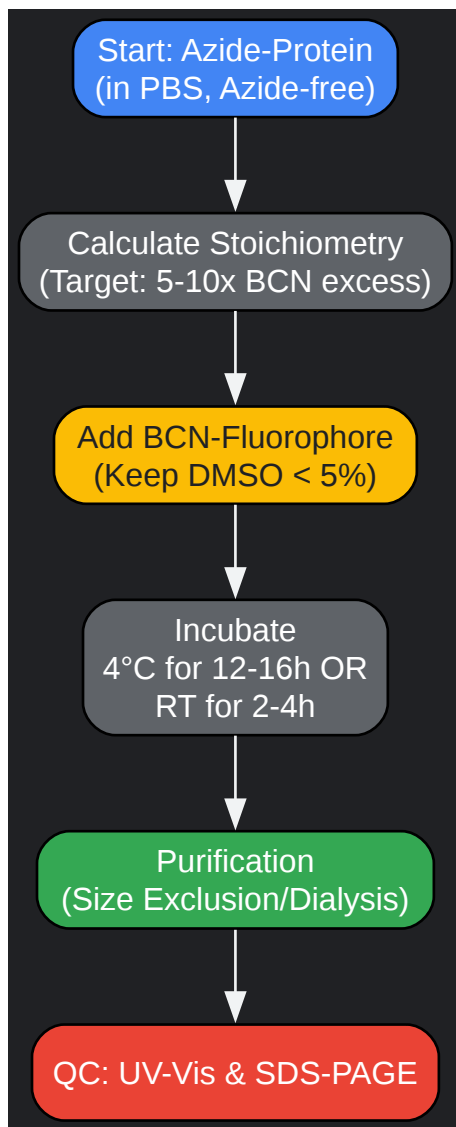 Start: Azide-Protein
(in PBS, Azide-free)
Calculate Stoichiometry
(Target: 5-10x BCN excess)
Add BCN-Fluorophore
(Keep DMSO < 5%)
Incubate
4°C for 12-16h OR
RT for 2-4h
Purification
(Size Exclusion/Dialysis)
QC: UV-Vis & SDS-PAGE